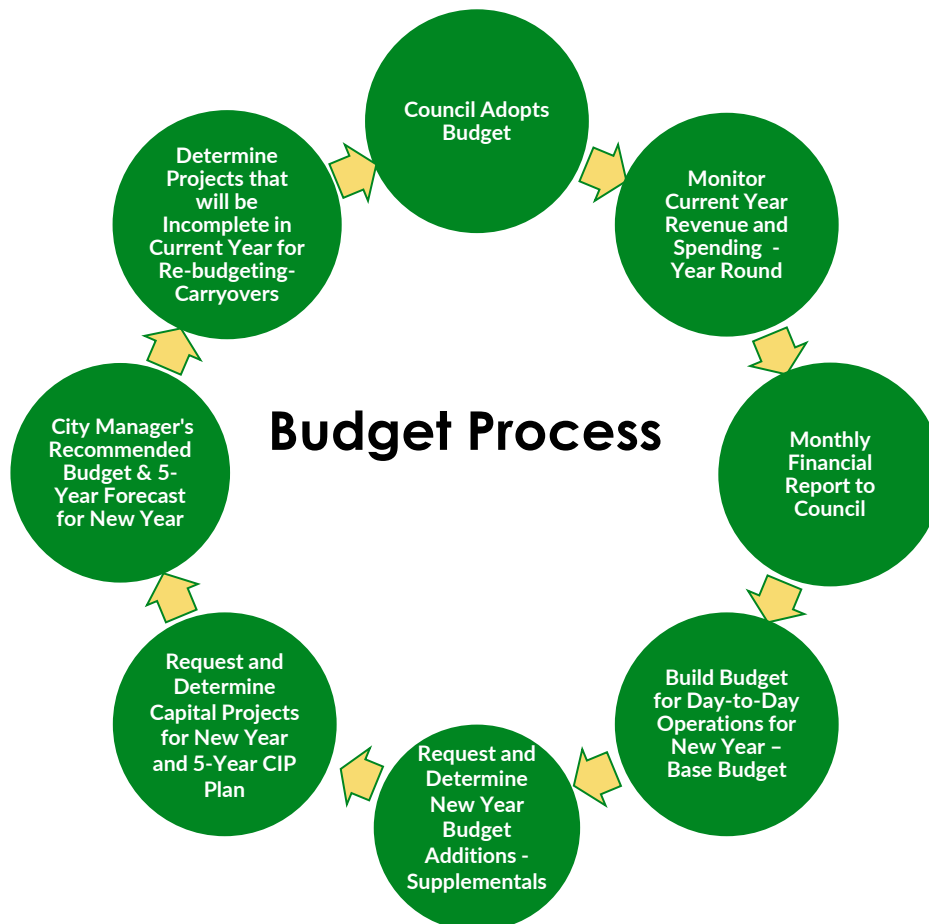 Council Adopts
Budget
Monitor
Current Year
Revenue and
Spending -
Year Round
Monthly
Financial
Report to
Council
Build Budget
for Day-to-Day
Operations for
New Year –
Base Budget
Request and
Determine
New Year
Budget
Additions -
Supplementals
Request and
Determine
Capital Projects
for New Year
and 5-Year CIP
Plan
City Manager's
Recommended
Budget & 5-
Year Forecast
for New Year
Determine
Projects that
will be
Incomplete in
Current Year for
Re-budgeting-
Carryovers
Budget Process